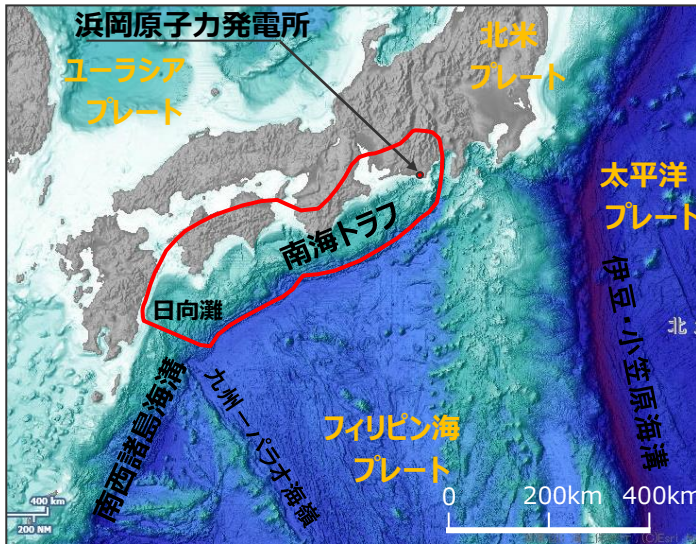 浜岡原子力発電所
ユーラシア
プレート
北米
プレート
太平洋
プレート
南海トラフ
日向灘
伊豆・小笠原海溝
北
南西諸島海溝
九州ーパラオ海嶺
フィリピン海
プレート
0 200km 400km
400 km
200 NM